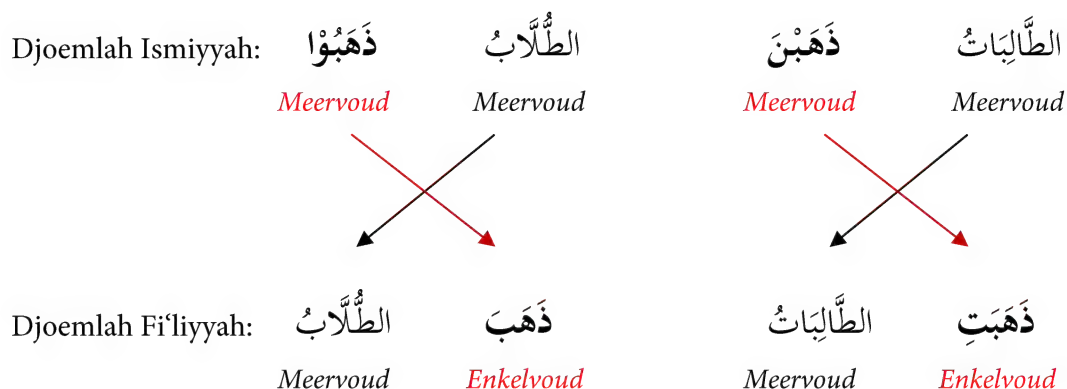 Djoemlah Ismiyyah: الطُّلَّابُ ذَهَبُوْا الطَّالِبَاتُ ذَهَبْنَ
Meervoud Meervoud Meervoud Meervoud
Djoemlah Fi‘liyyah: ذَهَبَ الطُّلَّابُ ذَهَبَتِ الطَّالِبَاتُ
Meervoud Enkelvoud Meervoud Enkelvoud